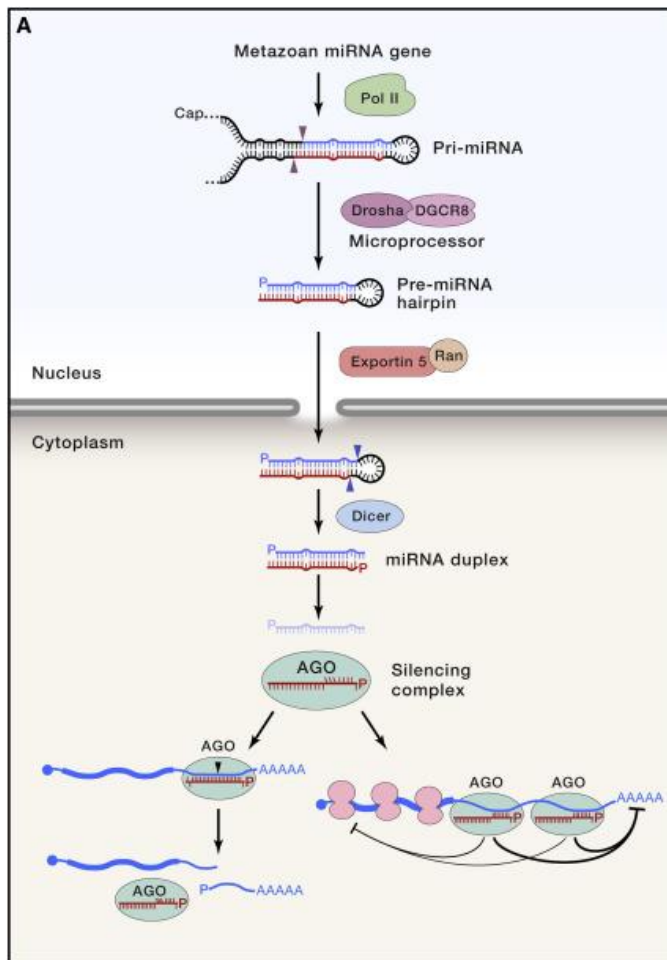 A
Metazoan miRNA gene
Pol II
Cap
Pri-miRNA
Drosha DGCR8
Microprocessor
P
Pre-miRNA
hairpin
Exportin 5 Ran
Nucleus
Cytoplasm
P
Dicer
P
P
miRNA duplex
P
AGO
P
Silencing
complex
AGO
AAAAA
P
AGO AGO
AAAAA
P P
P AAAAA
AGO
P